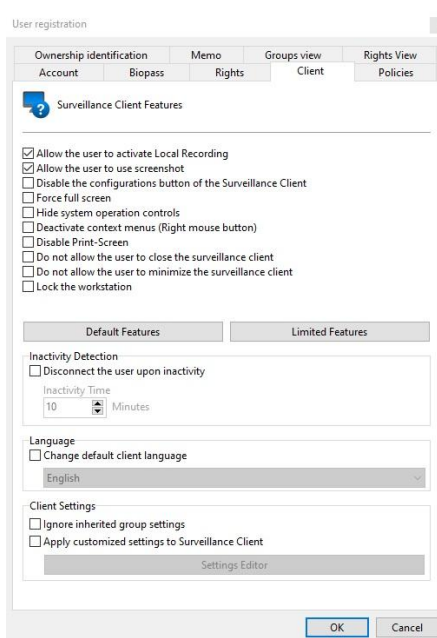 User registration
Ownership identification Memo Groups view Rights View
Account Biopass Rights Client Policies
Surveillance Client Features
Allow the user to activate Local Recording
Allow the user to use screenshot
Disable the configurations button of the Surveillance Client
Force full screen
Hide system operation controls
Deactivate context menus (Right mouse button)
Disable Print-Screen
Do not allow the user to close the surveillance client
Do not allow the user to minimize the surveillance client
Lock the workstation
Default Features Limited Features
Inactivity Detection
Disconnect the user upon inactivity
Inactivity Time
10 Minutes
Language
Change default client language
English
Client Settings
Ignore inherited group settings
Apply customized settings to Surveillance Client
Settings Editor
OK Cancel